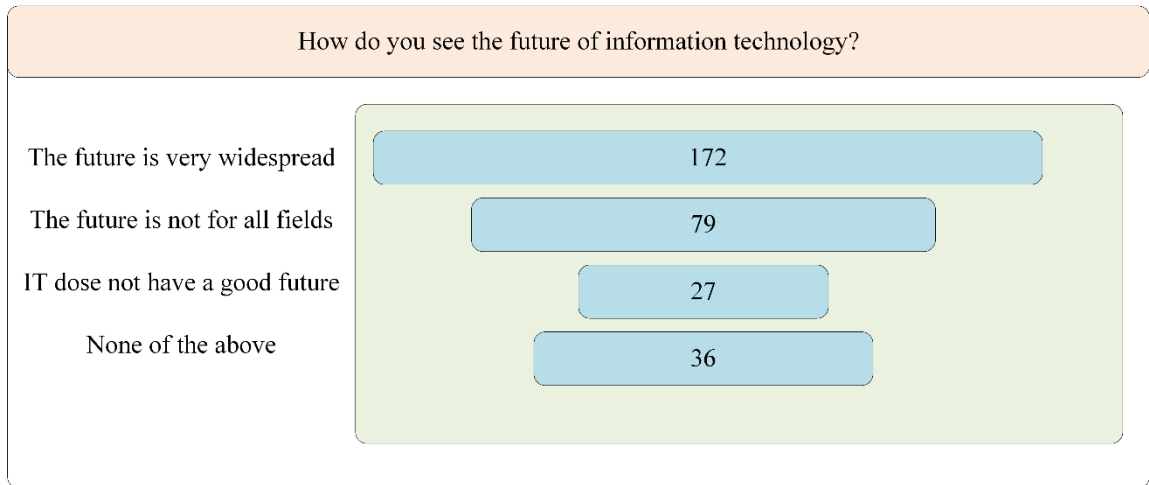 How do you see the future of information technology?
The future is very widespread
172
The future is not for all fields
79
IT dose not have a good future
27
None of the above
36